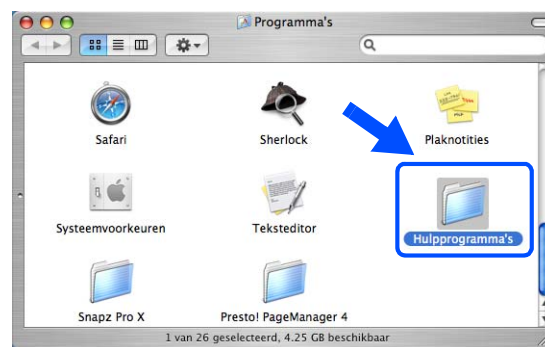 Programma's
Safari
Sherlock
Plaknotities
Systeemvoorkeuren
Teksteditor
Hulpprogramma's
Snapz Pro X
Presto! PageManager 4
1 van 26 geselecteerd, 4.25 GB beschikbaar